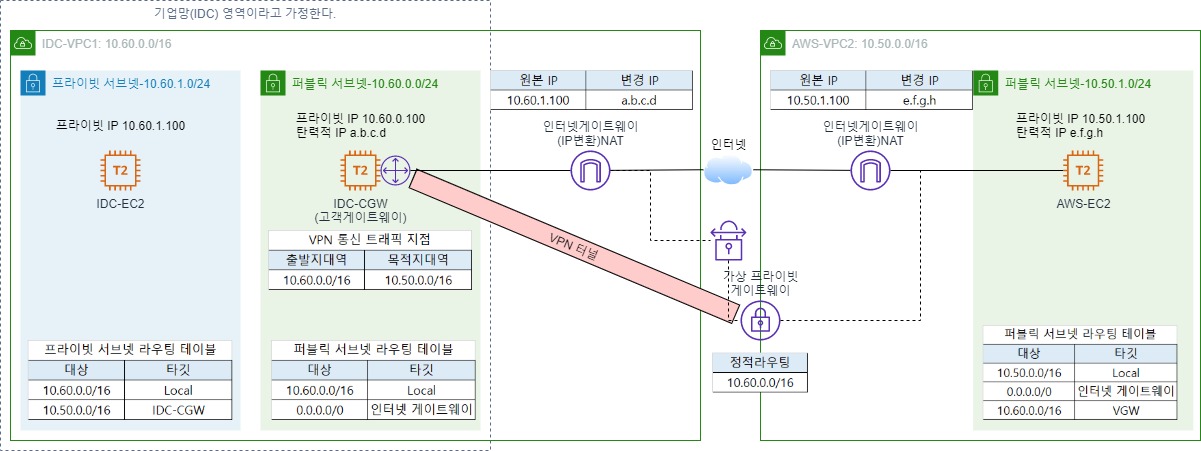 기업망(IDC) 영역이라고 가정한다.
IDC-VPC1: 10.60.0.0/16
프라이빗 서브넷-10.60.1.0/24
프라이빗 IP 10.60.1.100
T2
IDC-EC2
프라이빗 서브넷 라우팅 테이블
대상 타깃
10.60.0.0/16 Local
10.50.0.0/16 IDC-CGW
퍼블릭 서브넷-10.60.0.0/24
프라이빗 IP 10.60.0.100
탄력적 IP a.b.c.d
T2
IDC-CGW
(고객게이트웨이)
VPN 통신 트래픽 지점
출발지대역 목적지대역
10.60.0.0/16 10.50.0.0/16
퍼블릭 서브넷 라우팅 테이블
대상 타깃
10.60.0.0/16 Local
0.0.0.0/0 인터넷 게이트웨이
원본 IP 변경 IP
10.60.1.100 a.b.c.d
인터넷게이트웨이
(IP변환)NAT
인터넷
VPN 터널
가상 프라이빗
게이트웨이
정적라우팅
10.60.0.0/16
AWS-VPC2: 10.50.0.0/16
원본 IP 변경 IP
10.50.1.100 e.f.g.h
인터넷게이트웨이
(IP변환)NAT
퍼블릭 서브넷-10.50.1.0/24
프라이빗 IP 10.50.1.100
탄력적 IP e.f.g.h
T2
AWS-EC2
퍼블릭 서브넷 라우팅 테이블
대상 타깃
10.50.0.0/16 Local
0.0.0.0/0 인터넷 게이트웨이
10.60.0.0/16 VGW